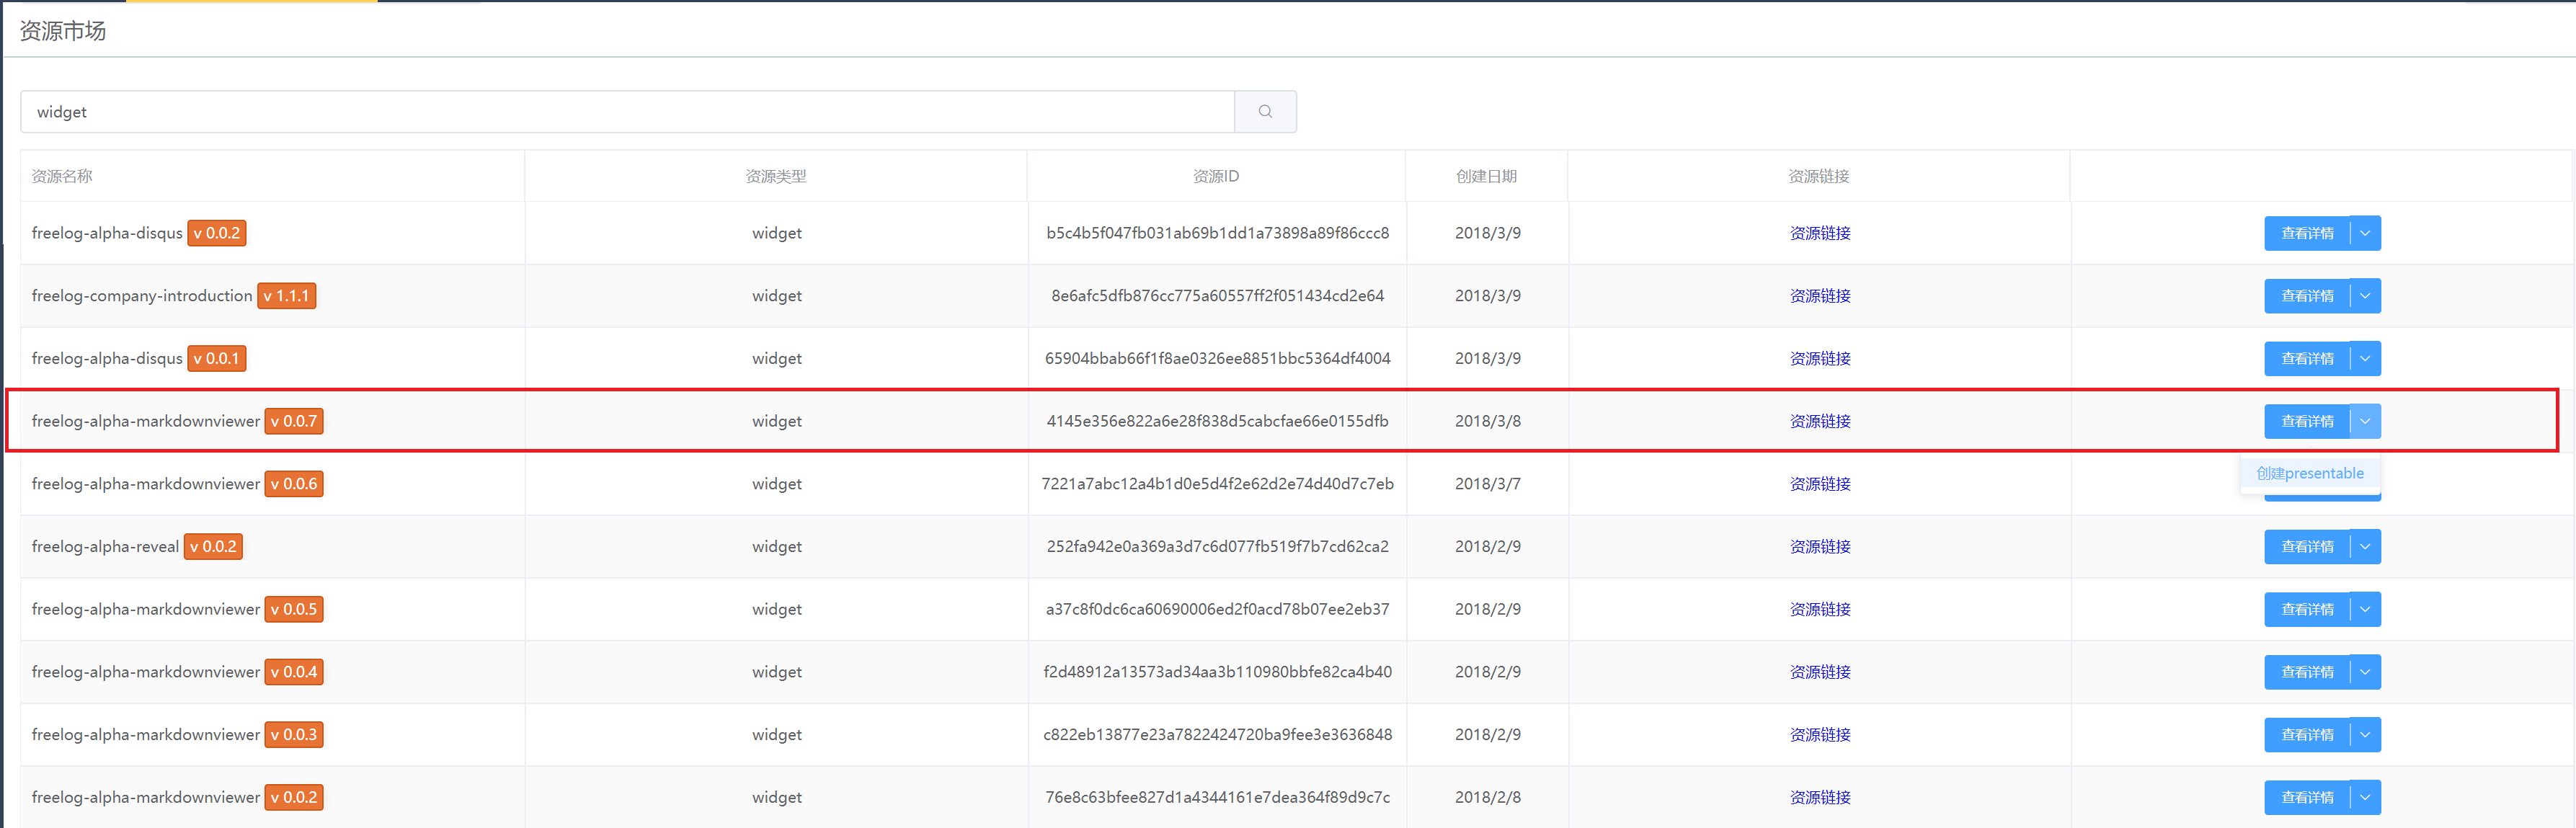 资源市场
widget
资源名称 资源类型 资源ID 创建日期 资源链接
freelog-alpha-disqus v 0.0.2 widget b5c4b5f047fb031ab69b1dd1a73898a89f86ccc8 2018/3/9 资源链接 查看详情
freelog-company-introduction v 1.1.1 widget 8e6afc5dfb876cc775a60557ff2f051434cd2e64 2018/3/9 资源链接 查看详情
freelog-alpha-disqus v 0.0.1 widget 65904bbab66f1f8ae0326ee8851bbc5364df4004 2018/3/9 资源链接 查看详情
freelog-alpha-markdownviewer v 0.0.7 widget 4145e356e822a6e28f838d5cabcfae66e0155dfb 2018/3/8 资源链接 查看详情
创建presentable
freelog-alpha-markdownviewer v 0.0.6 widget 7221a7abc12a4b1d0e5d4f2e62d2e74d40d7c7eb 2018/3/7 资源链接
freelog-alpha-reveal v 0.0.2 widget 252fa942e0a369a3d7c6d077fb519f7b7cd62ca2 2018/2/9 资源链接 查看详情
freelog-alpha-markdownviewer v 0.0.5 widget a37c8f0dc6ca60690006ed2f0acd78b07ee2eb37 2018/2/9 资源链接 查看详情
freelog-alpha-markdownviewer v 0.0.4 widget f2d48912a13573ad34aa3b110980bbfe82ca4b40 2018/2/9 资源链接 查看详情
freelog-alpha-markdownviewer v 0.0.3 widget c822eb13877e23a7822424720ba9fee3e3636848 2018/2/9 资源链接 查看详情
freelog-alpha-markdownviewer v 0.0.2 widget 76e8c63bfee827d1a4344161e7dea364f89d9c7c 2018/2/8 资源链接 查看详情